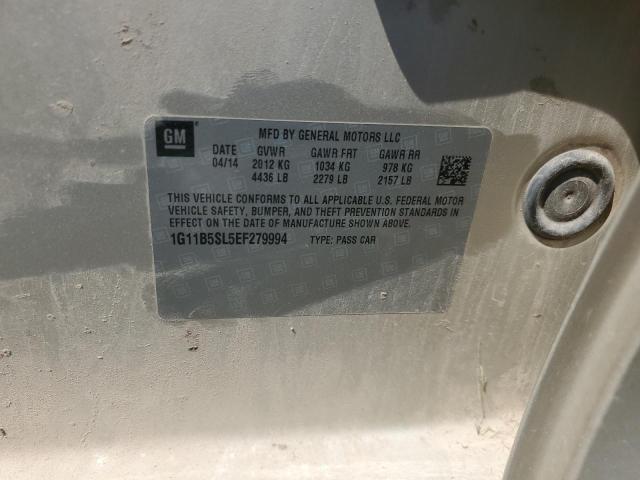 GM
MFD BY GENERAL MOTORS LLC
DATE GVWR GAWR FRT GAWR RR
04/14 2012 KG 1034 KG 978 KG
4436 LB 2279 LB 2157 LB
THIS VEHICLE CONFORMS TO ALL APPLICABLE U.S. FEDERAL MOTOR
VEHICLE SAFETY, BUMPER, AND THEFT PREVENTION STANDARDS IN
EFFECT ON THE DATE OF MANUFACTURE SHOWN ABOVE.
1G11B5SL5EF279994 TYPE: PASS CAR